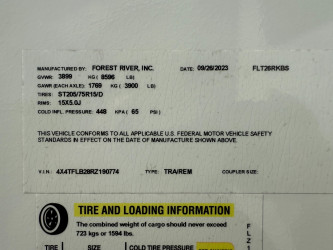 MANUFACTURED BY: FOREST RIVER, INC. DATE: 09/26/2023 FLT26RKBS
GVWR: 3899 KG ( 8596 LB)
GAWR (EACH AXLE): 1769 KG ( 3900 LB)
TIRES: ST205/75R15/D
RIMS: 15X5.0J
COLD INFL. PRESSURE: 448 KPA ( 65 PSI)
THIS VEHICLE CONFORMS TO ALL APPLICABLE U.S. FEDERAL MOTOR VEHICLE SAFETY
STANDARDS IN EFFECT ON THE DATE OF MANUFACTURE SHOWN ABOVE.
V.I.N.: 4X4TFLB28RZ190774 TYPE: TRA/REM COUPLER SIZE:
TIRE AND LOADING INFORMATION
The combined weight of cargo should never exceed
723 kgs or 1594 lbs.
TIRE SIZE COLD TIRE PRESSURE
F
L
Z
1